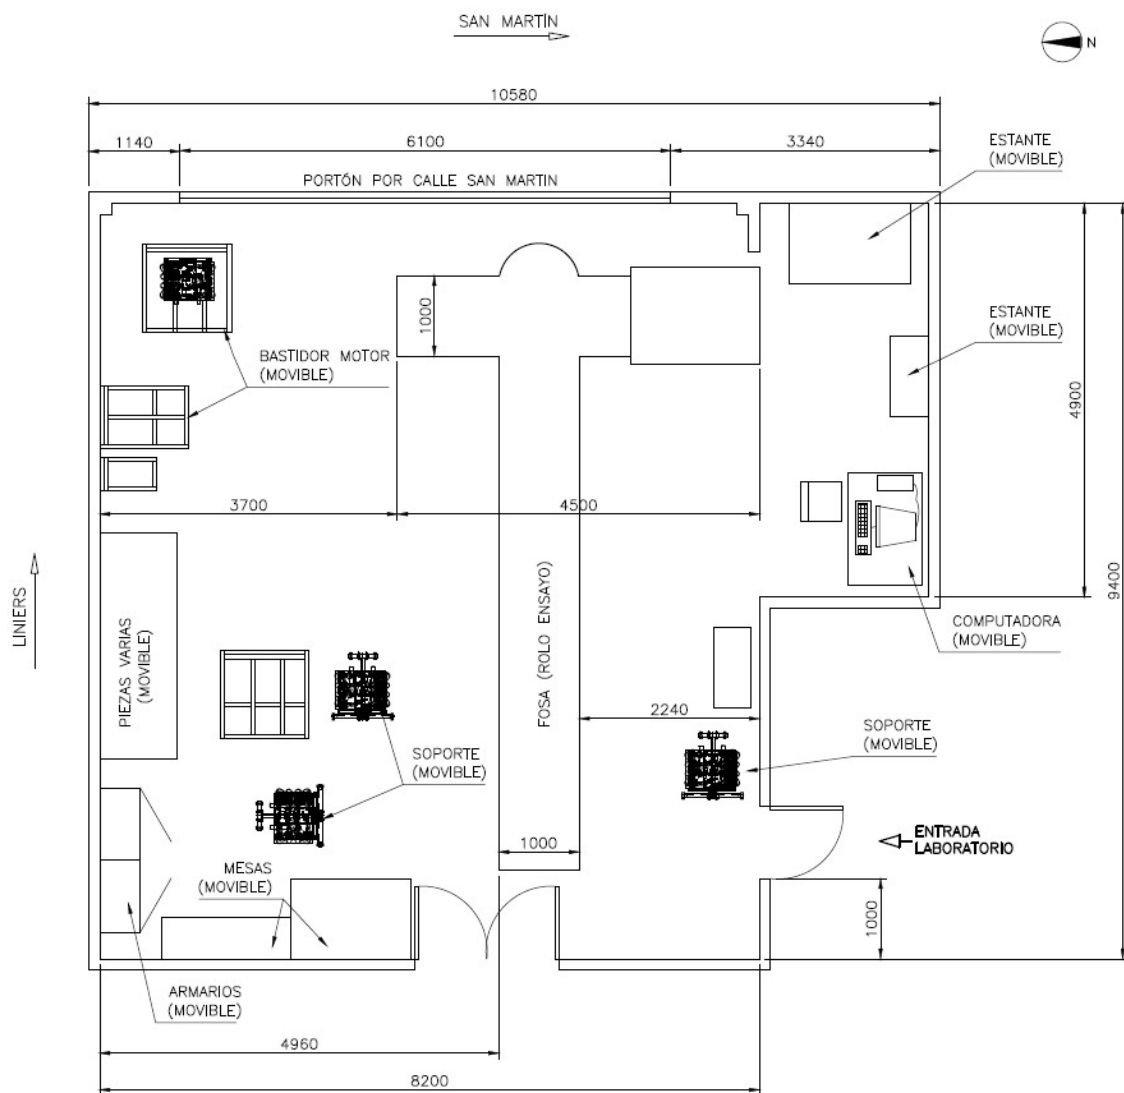 SAN MARTÍN
N
10580
1140
6100
3340
PORTÓN POR CALLE SAN MARTIN
ESTANTE
(MOVIBLE)
ESTANTE
(MOVIBLE)
1000
BASTIDOR MOTOR
(MOVIBLE)
4900
3700
4500
9400
LINIERS
PIEZAS VARIAS
(MOVIBLE)
FOSA (ROLO ENSAYO)
COMPUTADORA
(MOVIBLE)
2240
SOPORTE
(MOVIBLE)
SOPORTE
(MOVIBLE)
1000
ENTRADA
LABORATORIO
MESAS
(MOVIBLE)
1000
ARMARIOS
(MOVIBLE)
4960
8200